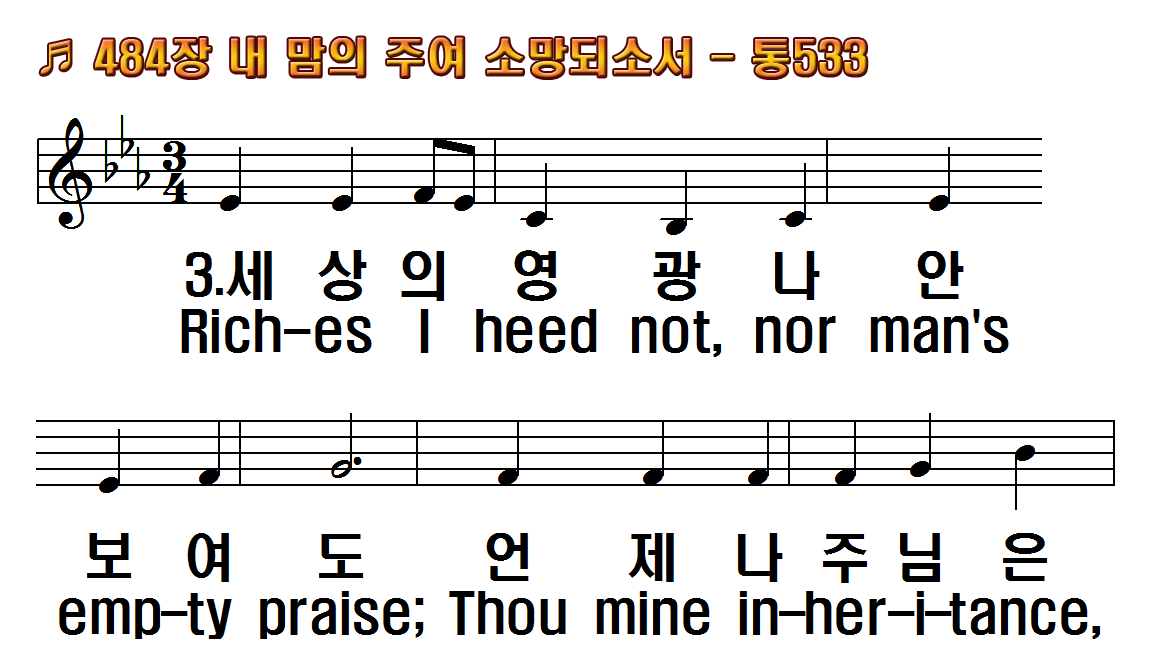 ♬ 484장 내 맘의 주여 소망되소서 - 통533
3
4
3.세 상 의 영 광 나 안
Rich-es I heed not, nor man's
보 여 도 언 제 나 주 님 은
emp-ty praise; Thou mine in-her-i-tance,